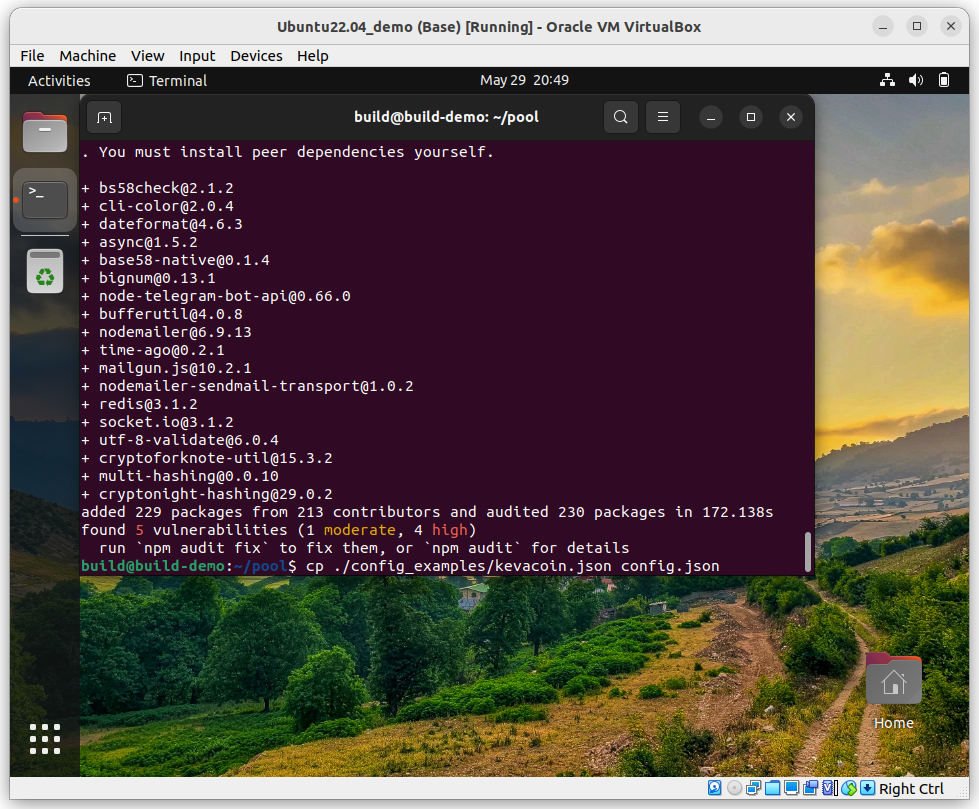 Ubuntu22.04_demo (Base) [Running] - Oracle VM VirtualBox
File Machine View Input Devices Help
Activities Terminal May 29 20:49
build@build-demo: ~/pool
. You must install peer dependencies yourself.
+ bs58check@2.1.2
+ cli-color@2.0.4
+ dateformat@4.6.3
+ async@1.5.2
+ base58-native@0.1.4
+ bignum@0.13.1
+ node-telegram-bot-api@0.66.0
+ bufferutil@4.0.8
+ nodemailer@6.9.13
+ time-ago@0.2.1
+ mailgun.js@10.2.1
+ nodemailer-sendmail-transport@1.0.2
+ redis@3.1.2
+ socket.io@3.1.2
+ utf-8-validate@6.0.4
+ cryptoforknote-util@15.3.2
+ multi-hashing@0.0.10
+ cryptonight-hashing@29.0.2
added 229 packages from 213 contributors and audited 230 packages in 172.138s
found 5 vulnerabilities (1 moderate, 4 high)
run `npm audit fix` to fix them, or `npm audit` for details
build@build-demo:~/pool$ cp ./config_examples/kevacoin.json config.json
Home
Right Ctrl